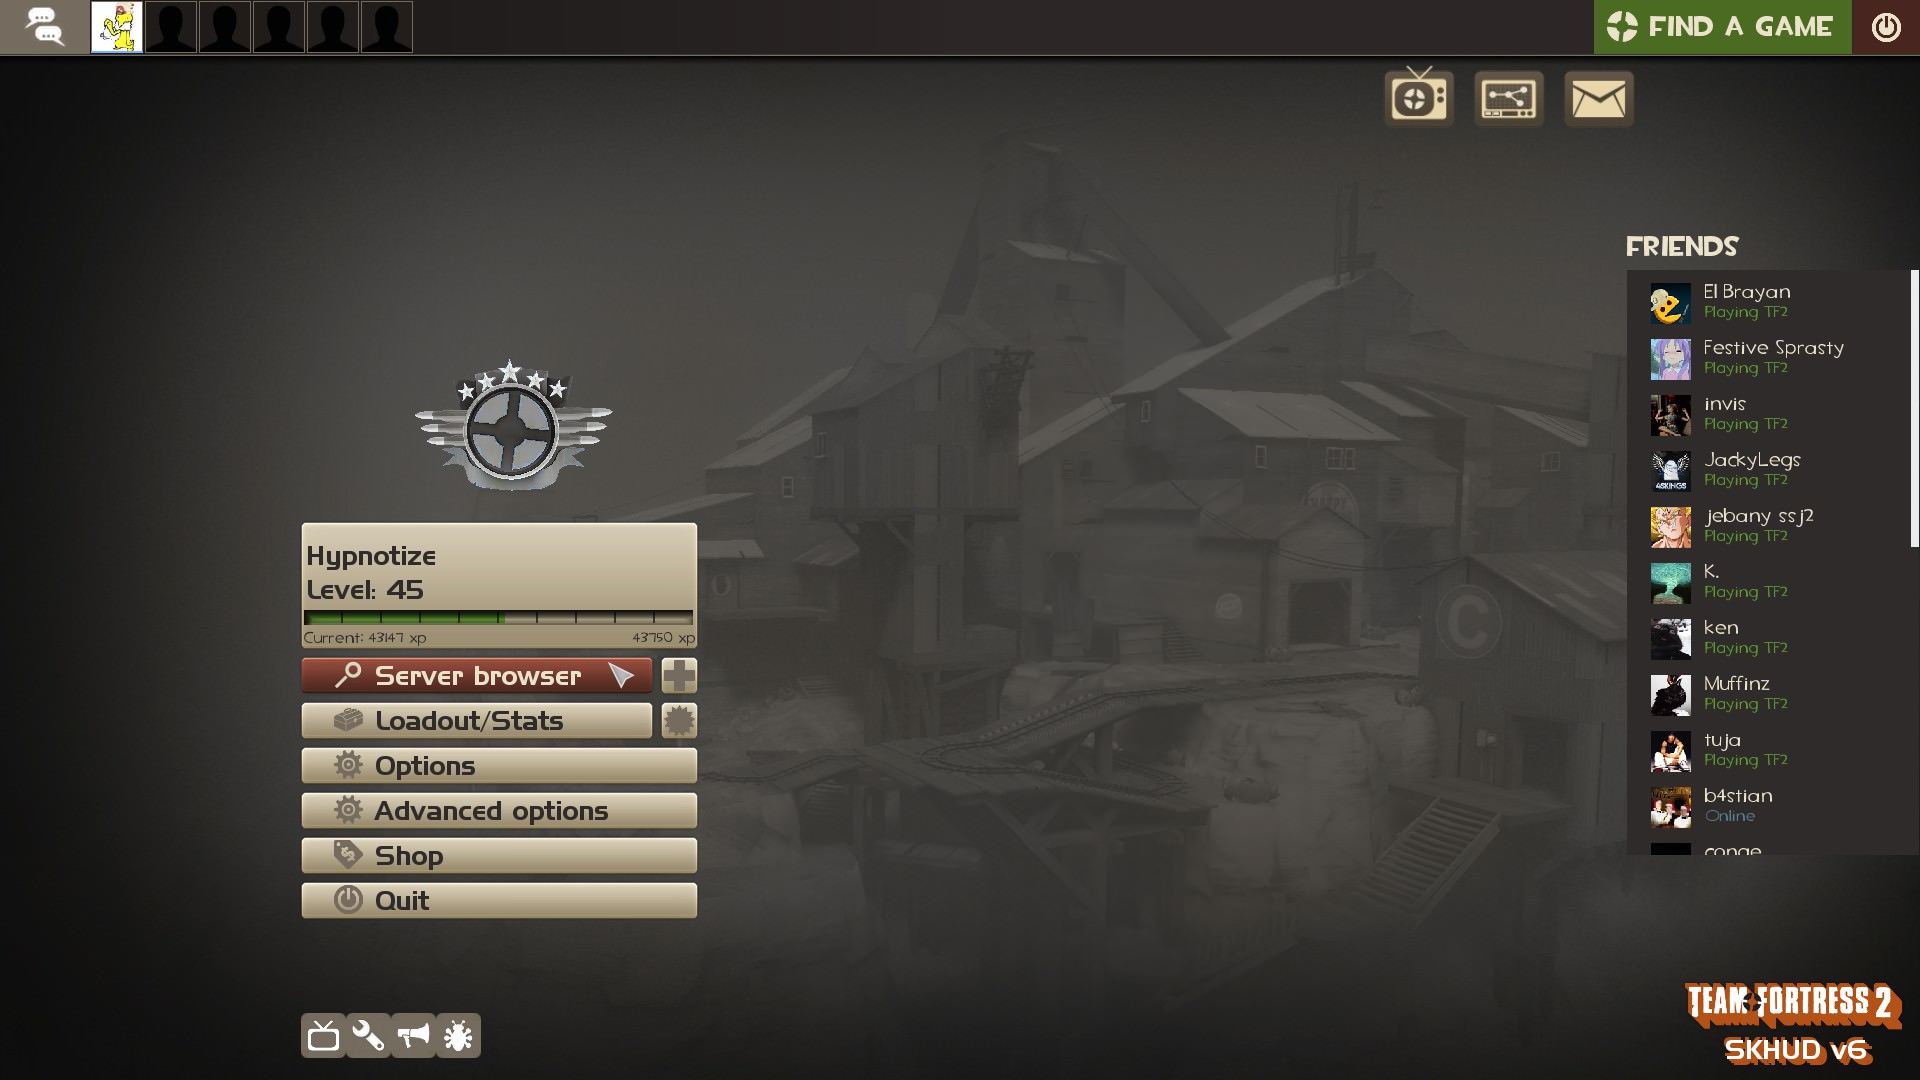 FIND A GAME
FRIENDS
El Brayan
Playing TF2
Festive Sprasty
Playing TF2
invis
Playing TF2
JackyLegs
Playing TF2
jebany ssj2
Playing TF2
K.
Playing TF2
ken
Playing TF2
Muffinz
Playing TF2
tuja
Playing TF2
b4stian
Online
Hypnotize
Level: 45
Current: 43147 xp
43750 xp
Server browser
Loadout/Stats
Options
Advanced options
Shop
Quit
C
TEAM FORTRESS 2
SKHUD v6